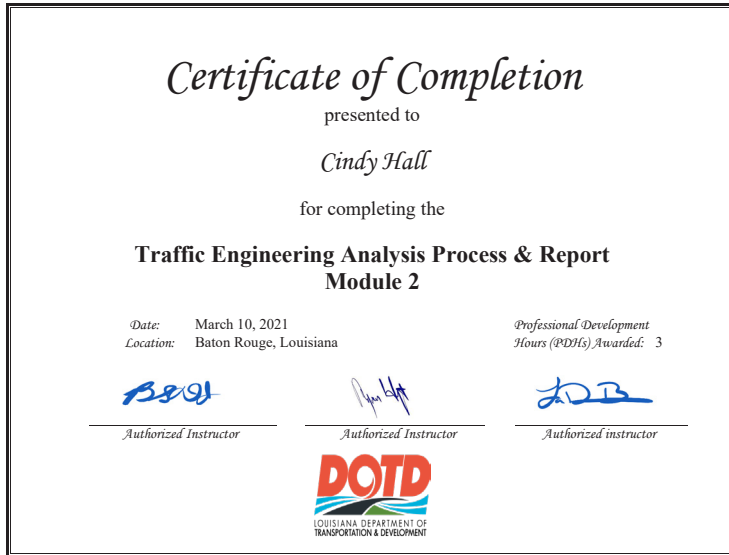 Certificate of Completion
presented to
Cindy Hall
for completing the
Traffic Engineering Analysis Process & Report
Module 2
Date: March 10, 2021
Location: Baton Rouge, Louisiana
Professional Development
Hours (PDHs) Awarded: 3
Authorized Instructor
Authorized Instructor
Authorized instructor
DOTD
LOUISIANA DEPARTMENT OF
TRANSPORTATION & DEVELOPMENT